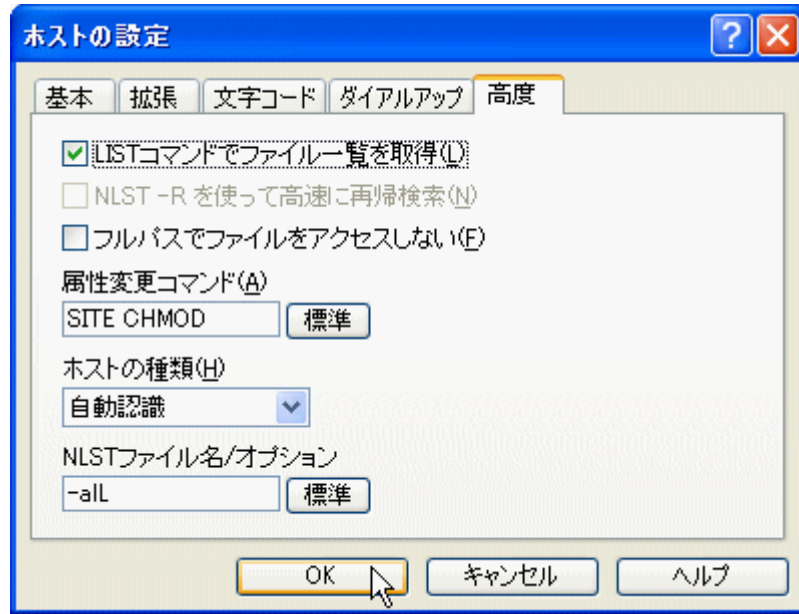 ホストの設定
基本 拡張 文字コード ダイアルアップ 高度
LISTコマンドでファイル一覧を取得(L)
NLST -R を使って高速に再帰検索(N)
フルパスでファイルをアクセスしない(F)
属性変更コマンド(A)
SITE CHMOD 標準
ホストの種類(H)
自動認識
NLSTファイル名/オプション
-alL 標準
OK キャンセル ヘルプ